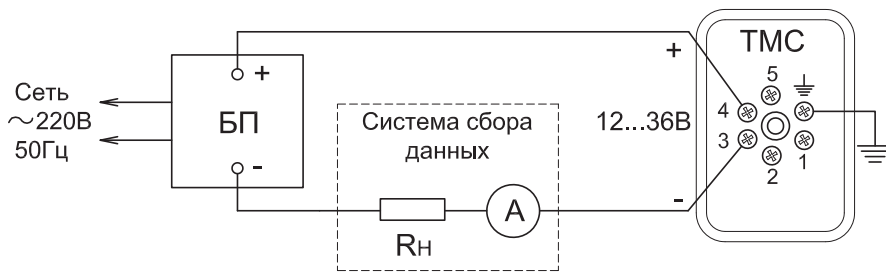 Сеть
~220В
50Гц
+
БП
-
Система сбора
данных
Rн
А
12...36В
+
-
ТМС
5
4
3
2
1